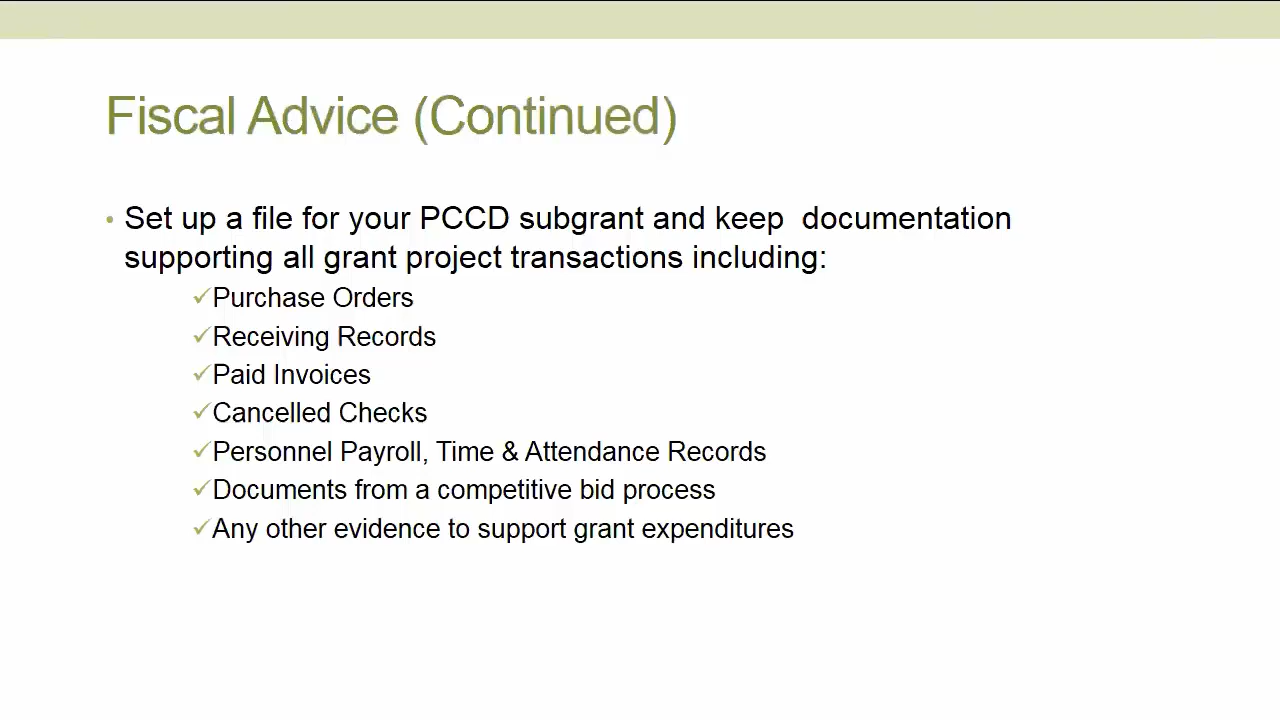 Fiscal Advice (Continued)
• Set up a file for your PCCD subgrant and keep  documentation
supporting all grant project transactions including:
✓Purchase Orders
✓Receiving Records
✓Paid Invoices
✓Cancelled Checks
✓Personnel Payroll, Time & Attendance Records
✓Documents from a competitive bid process
✓Any other evidence to support grant expenditures